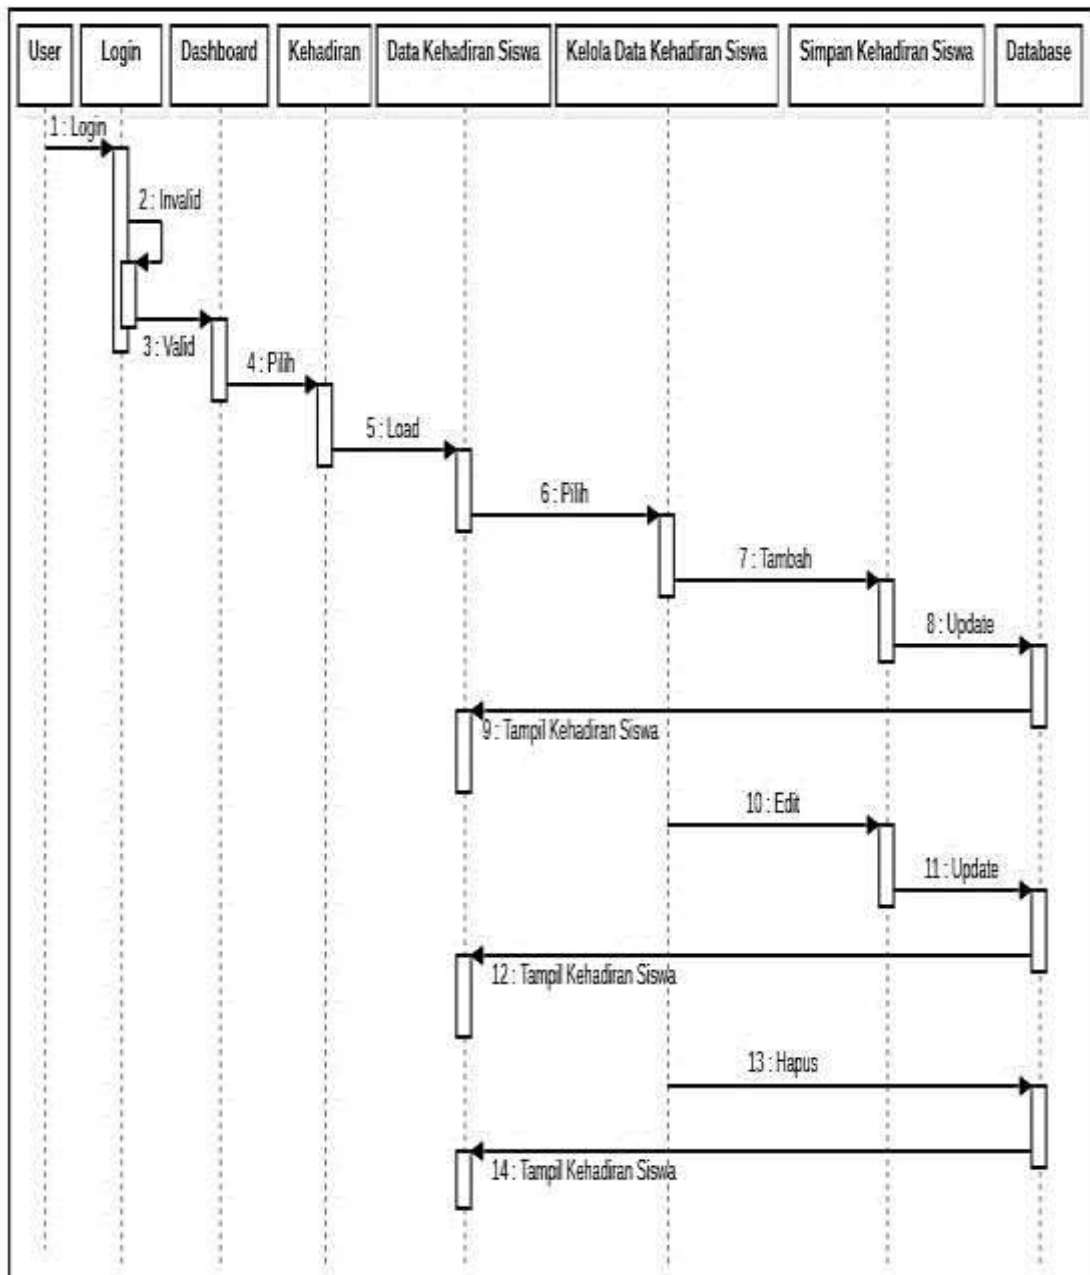 User
Login
Dashboard
Kehadiran
Data Kehadiran Siswa
Kelola Data Kehadiran Siswa
Simpan Kehadiran Siswa
Database
1 : Login
2 : Invalid
3 : Valid
4 : Pilih
5 : Load
6 : Pilih
7 : Tambah
8 : Update
9 : Tampil Kehadiran Siswa
10 : Edit
11 : Update
12 : Tampil Kehadiran Siswa
13 : Hapus
14 : Tampil Kehadiran Siswa